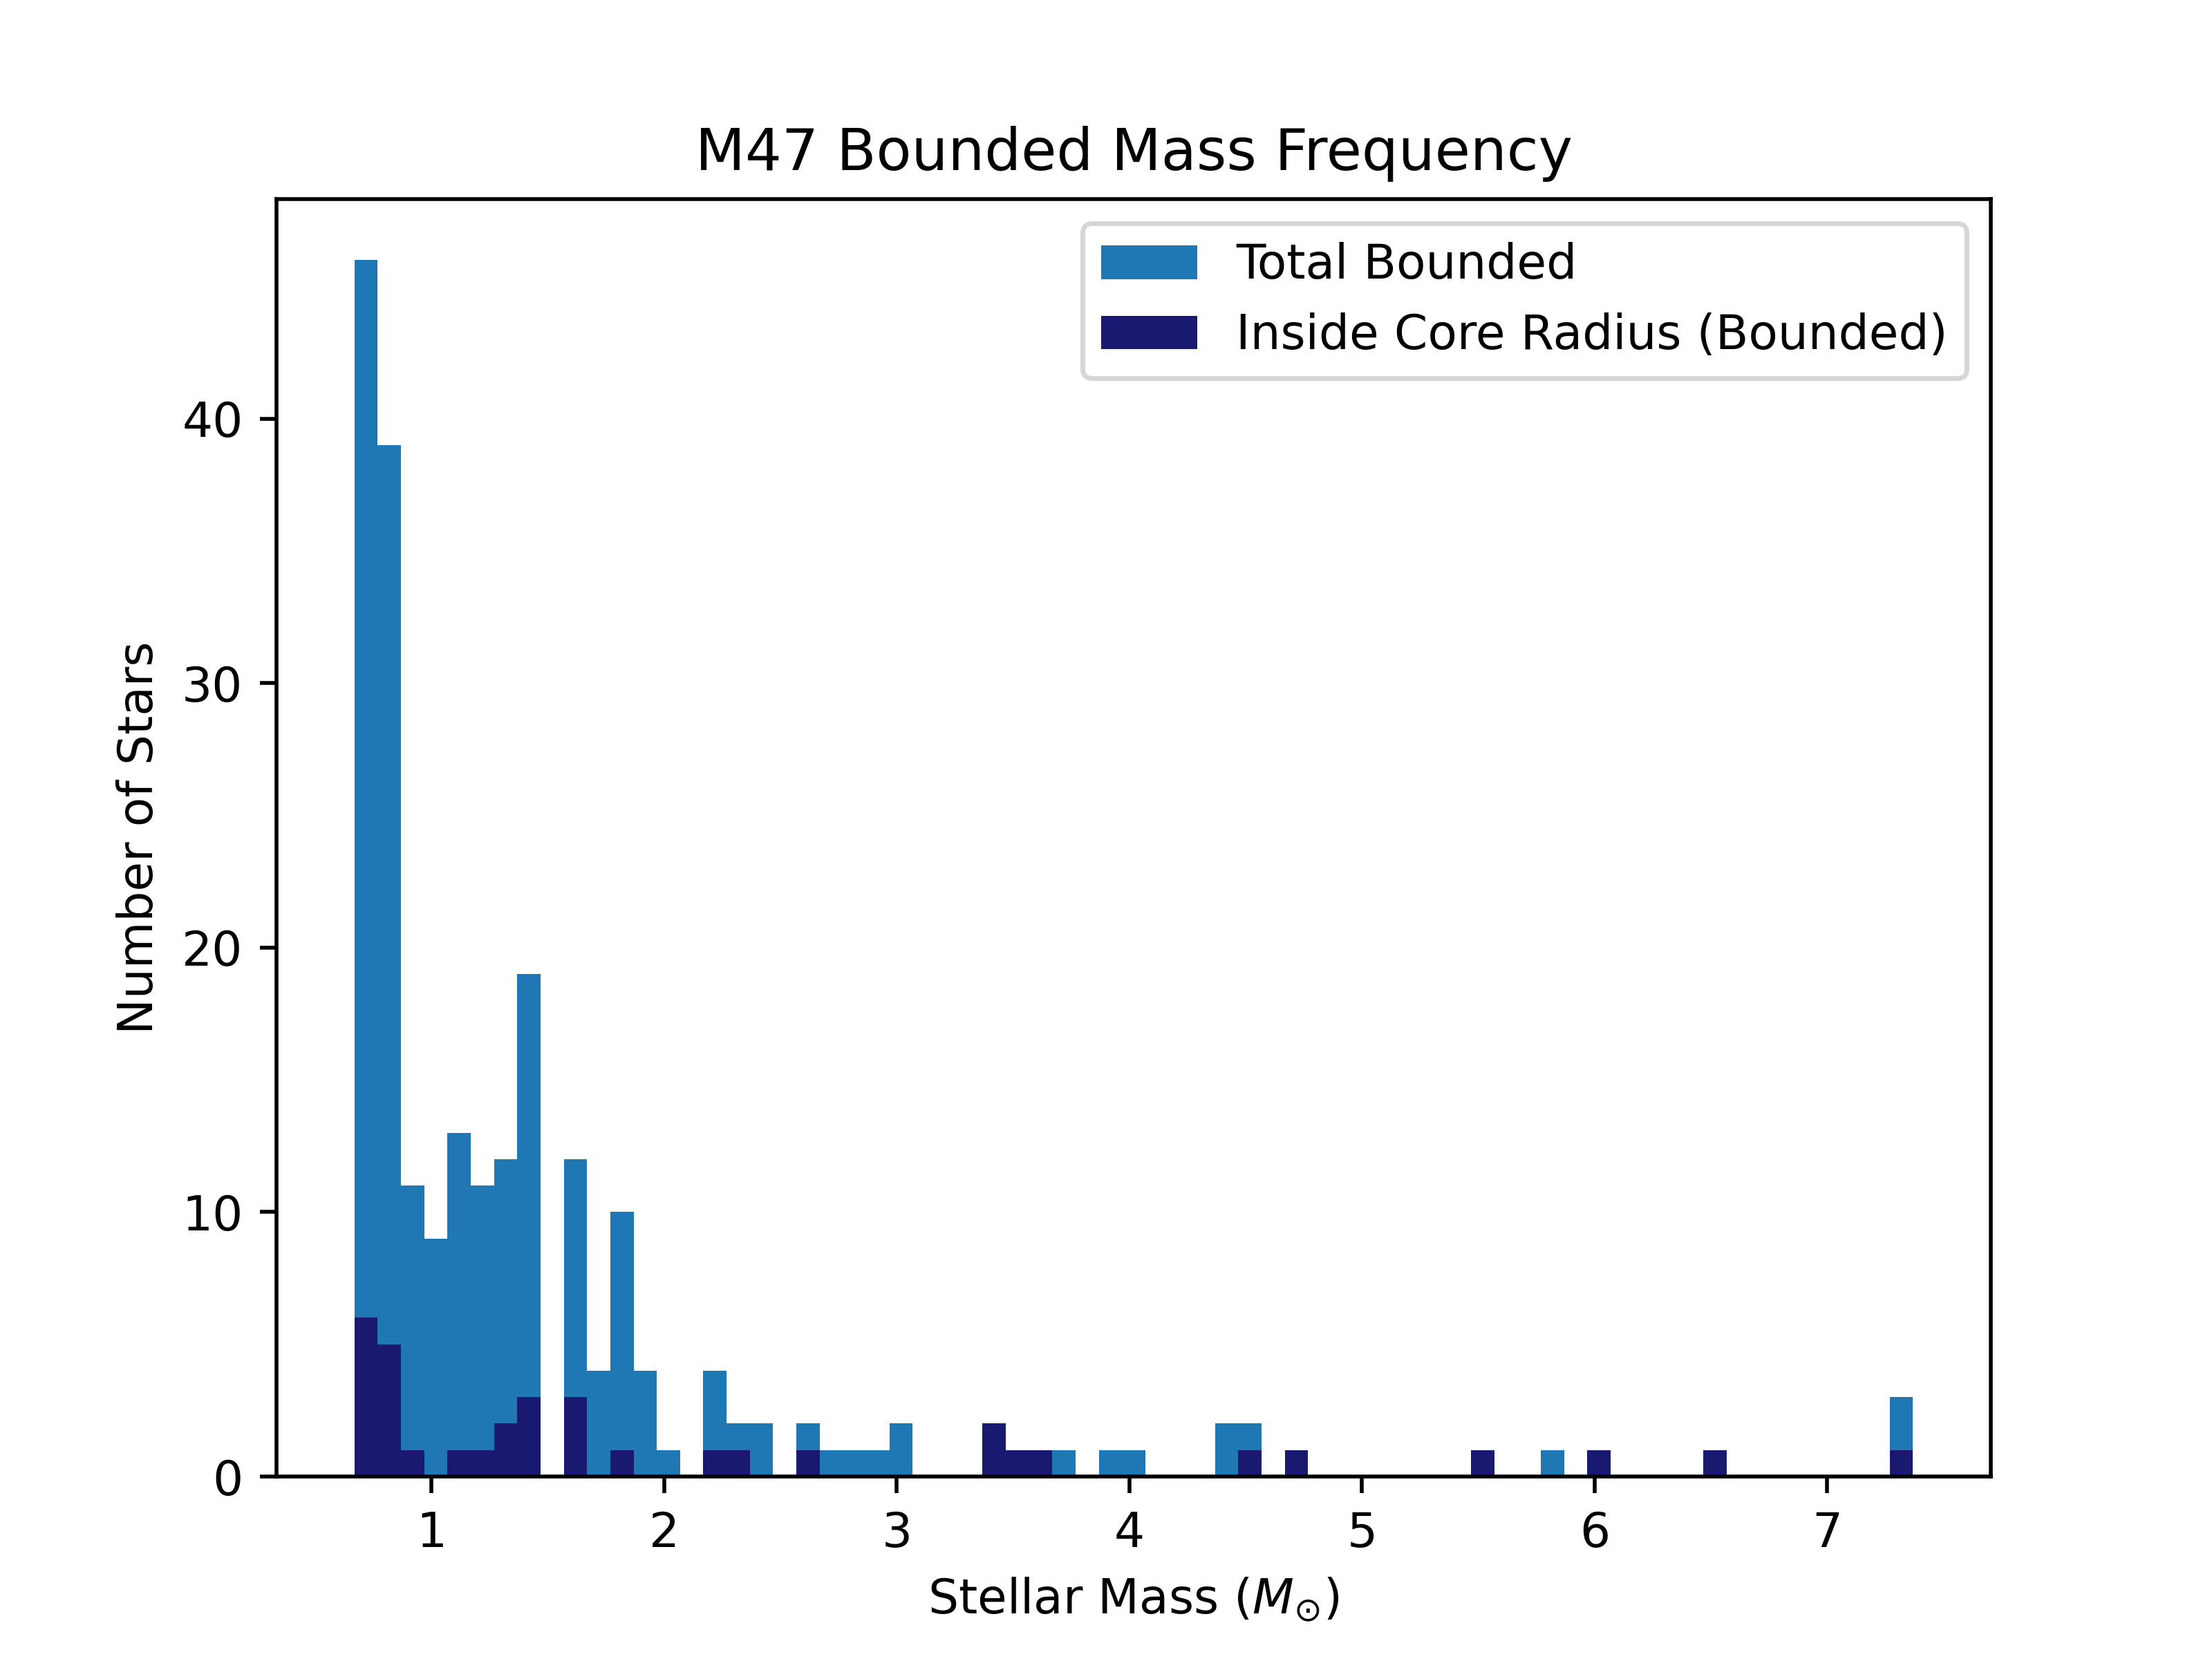 M47 Bounded Mass Frequency
Total Bounded
Inside Core Radius (Bounded)
Number of Stars
40
30
20
10
0
1 2 3 4 5 6 7
Stellar Mass (M⊙)